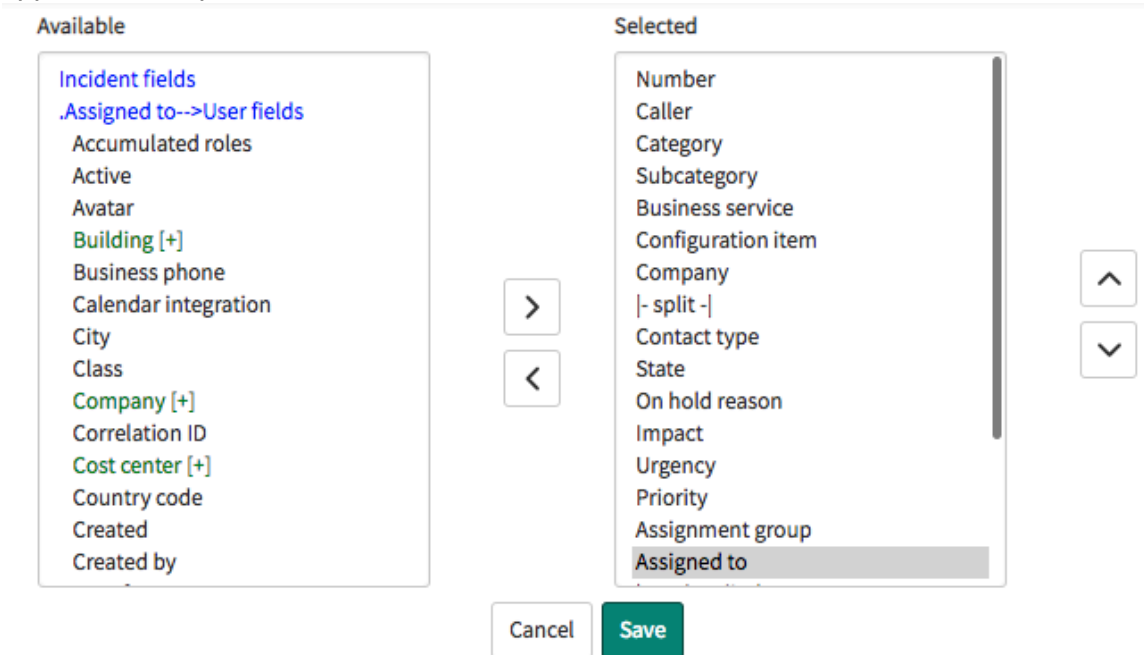 Available
Incident fields
.Assigned to-->User fields
Accumulated roles
Active
Avatar
Building [+]
Business phone
Calendar integration
City
Class
Company [+]
Correlation ID
Cost center [+]
Country code
Created
Created by
Selected
Number
Caller
Category
Subcategory
Business service
Configuration item
Company
|- split -|
Contact type
State
On hold reason
Impact
Urgency
Priority
Assignment group
Assigned to
Cancel
Save